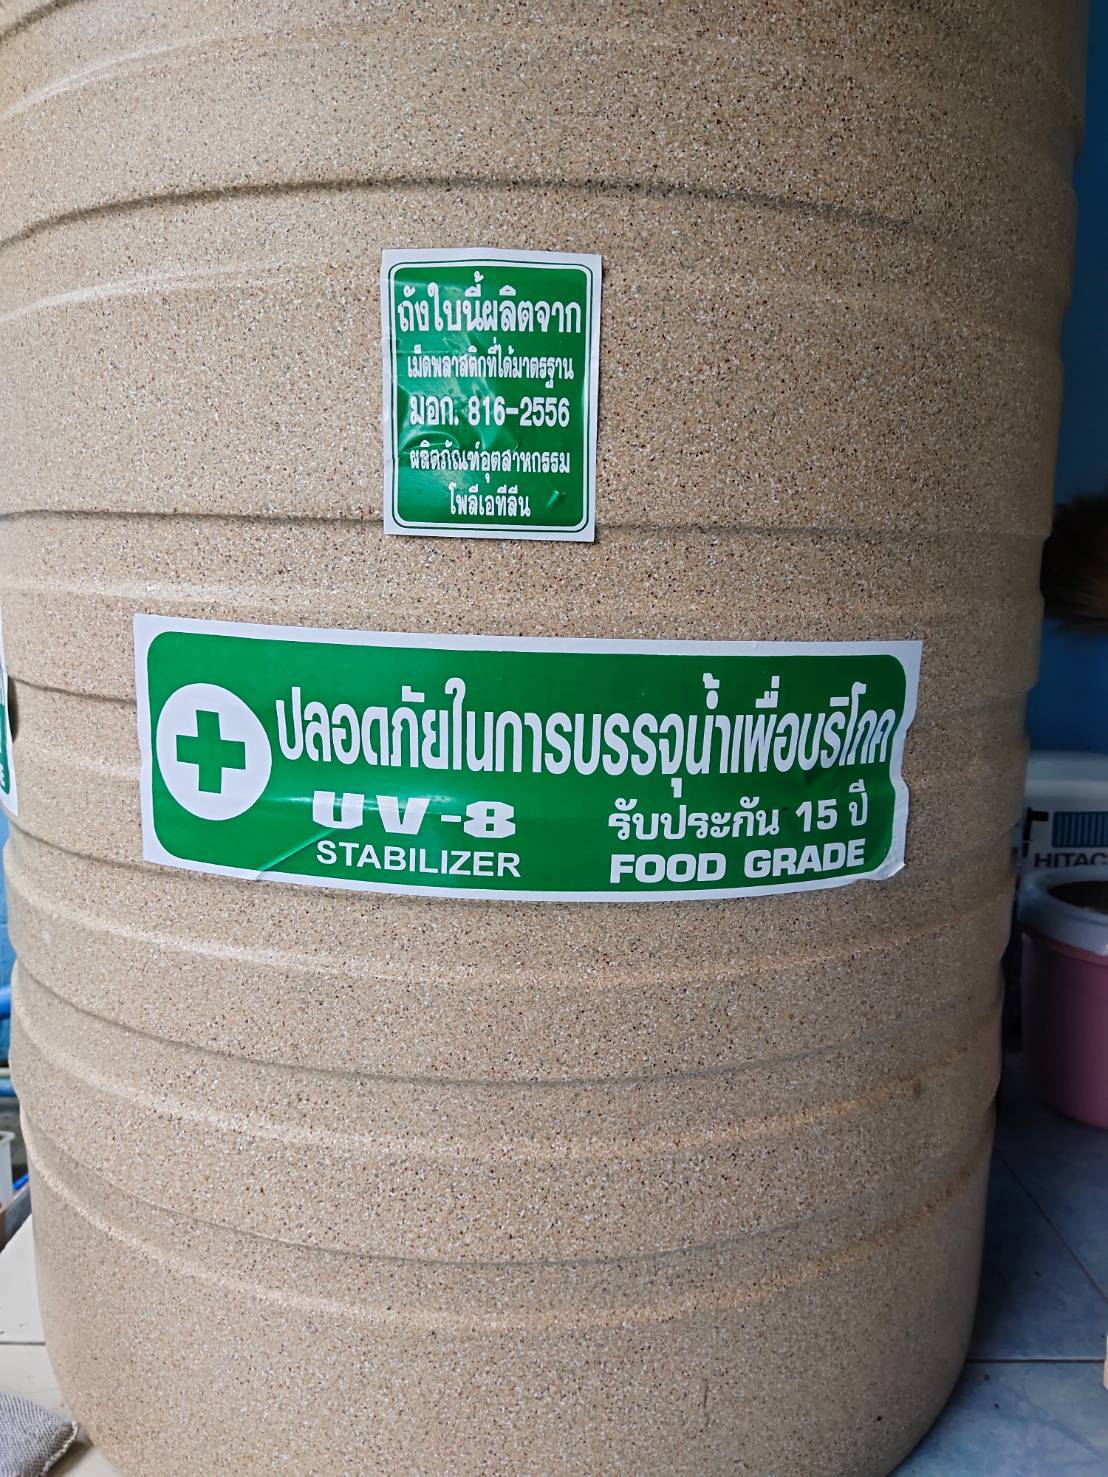 ถังใบนี้ผลิตจาก
เม็ดพลาสติกที่ได้มาตรฐาน
มอก. 816-2556
ผลิตภัณฑ์อุตสาหกรรม
โพลีเอทีลีน
ปลอดภัยในการบรรจุน้ำเพื่อบริโภค
UV-8
STABILIZER
รับประกัน 15 ปี
FOOD GRADE
HITAC